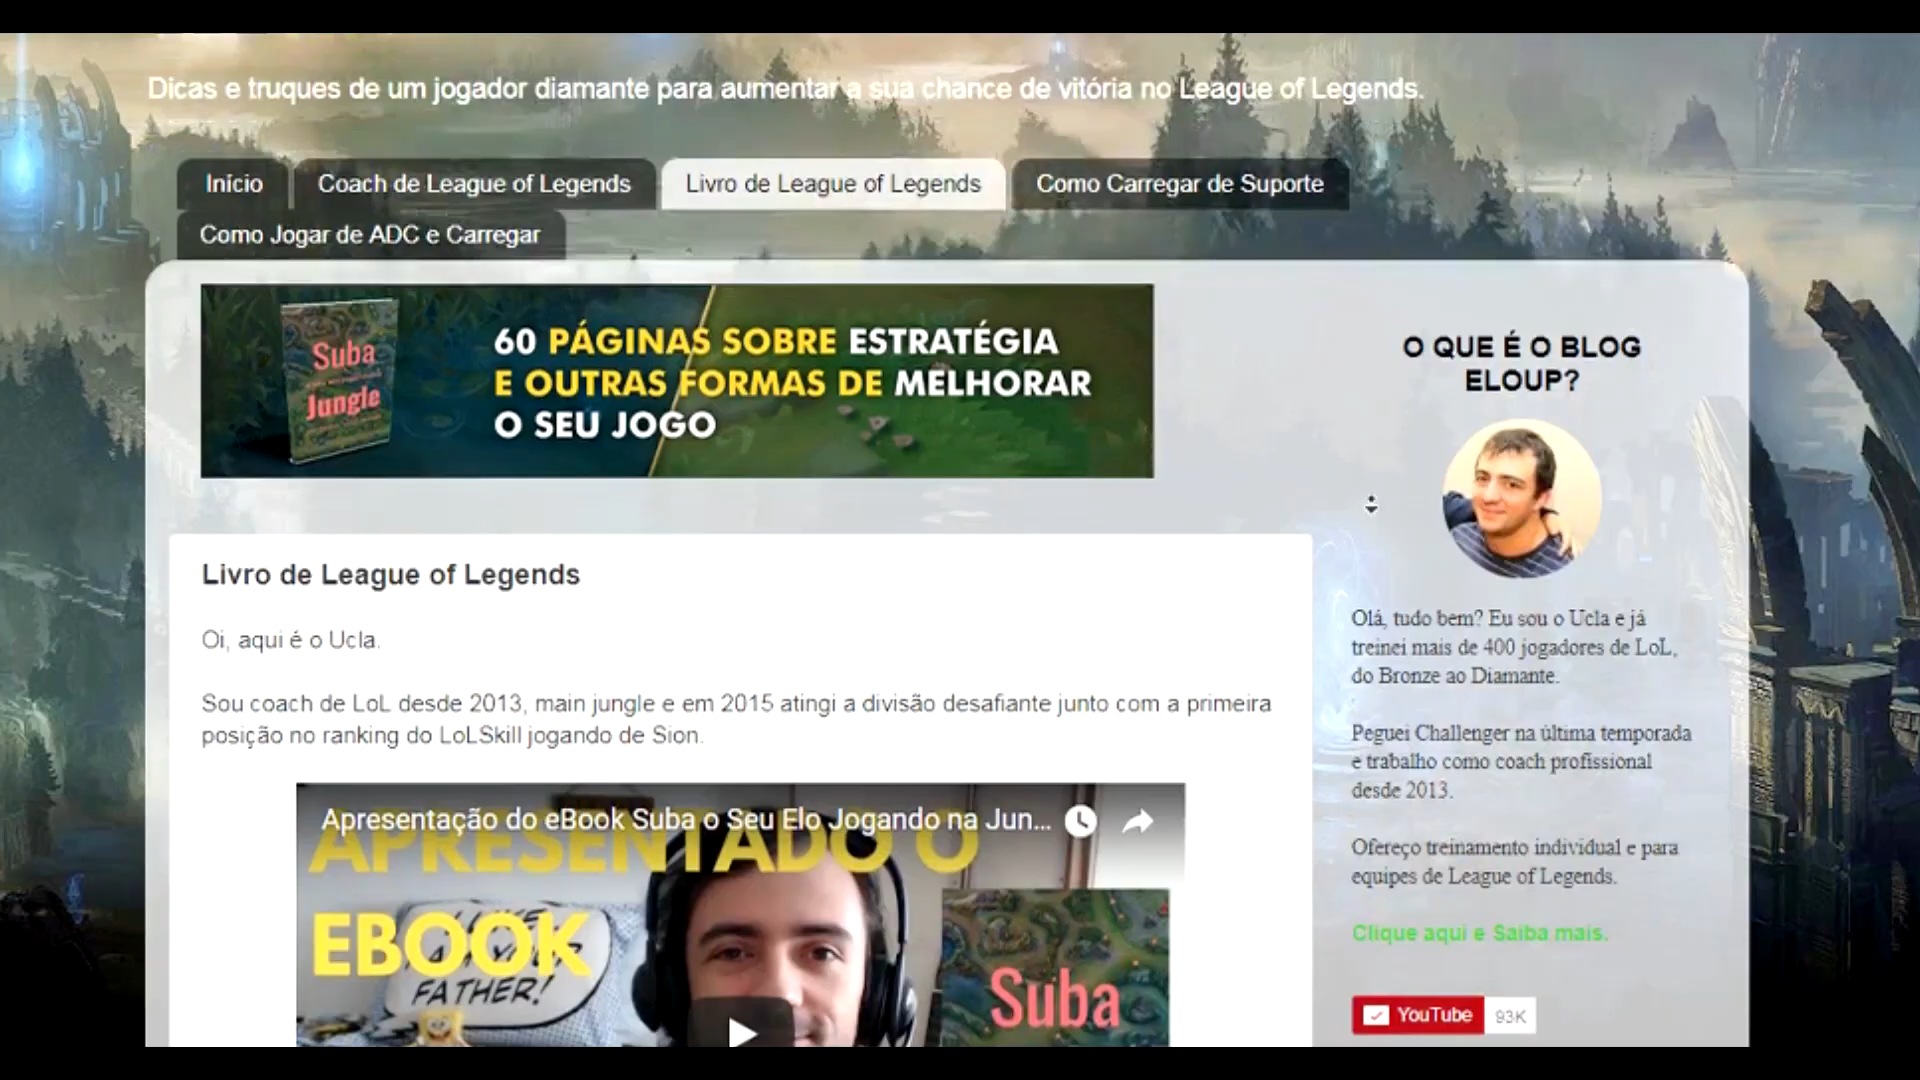 Dicas e truques de um jogador diamante para aumentar a sua chance de vitória no League of Legends.
Início
Coach de League of Legends
Livro de League of Legends
Como Carregar de Suporte
Como Jogar de ADC e Carregar
Suba
Jungle
60 PÁGINAS SOBRE ESTRATÉGIA
E OUTRAS FORMAS DE MELHORAR
O SEU JOGO
Livro de League of Legends
Oi, aqui é o Ucla.
Sou coach de LoL desde 2013, main jungle e em 2015 atingi a divisão desafiante junto com a primeira
posição no ranking do LoLSkill jogando de Sion.
Apresentação do eBook Suba o Seu Elo Jogando na Jun...
APRESENTADO O
EBOOK
FATHER!
Suba
O QUE É O BLOG
ELOUP?
Olá, tudo bem? Eu sou o Ucla e já
treinei mais de 400 jogadores de LoL,
do Bronze ao Diamante.
Peguei Challenger na última temporada
e trabalho como coach profissional
desde 2013.
Ofereço treinamento individual e para
equipes de League of Legends.
Clique aqui e Saiba mais.
YouTube 93K